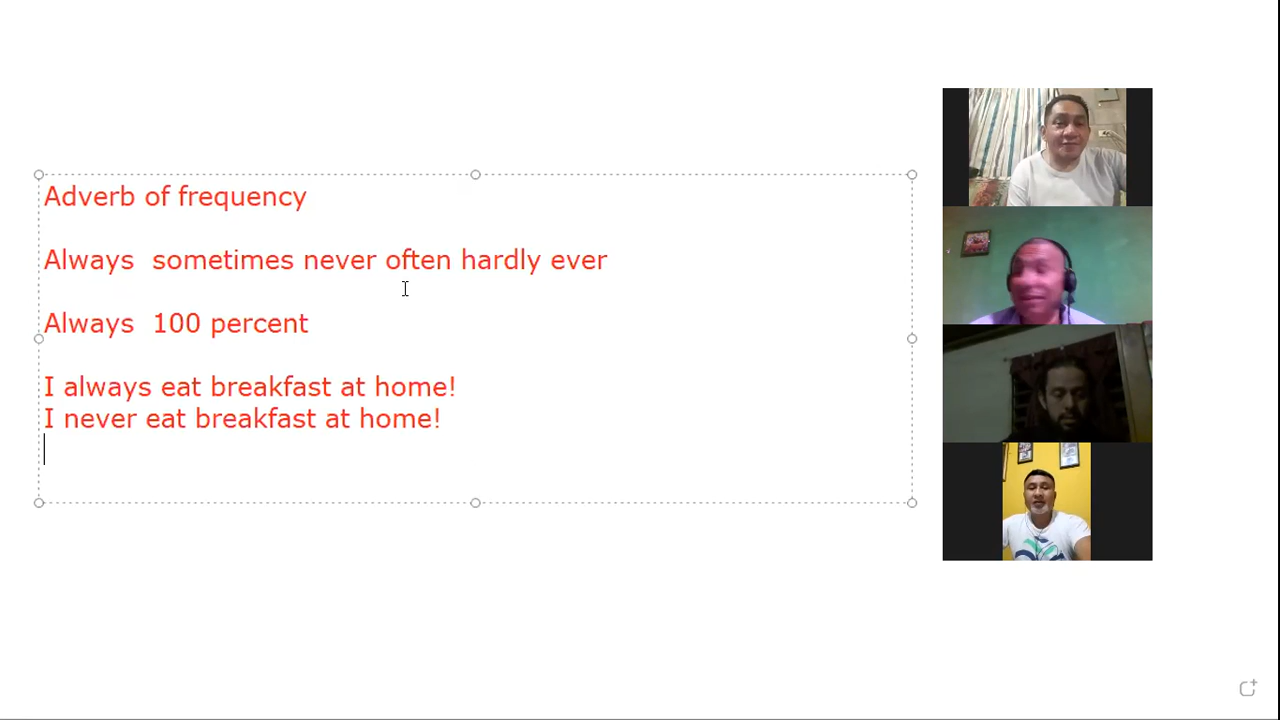 Adverb of frequency
Always  sometimes never often hardly ever
Always  100 percent
I always eat breakfast at home!
I never eat breakfast at home!